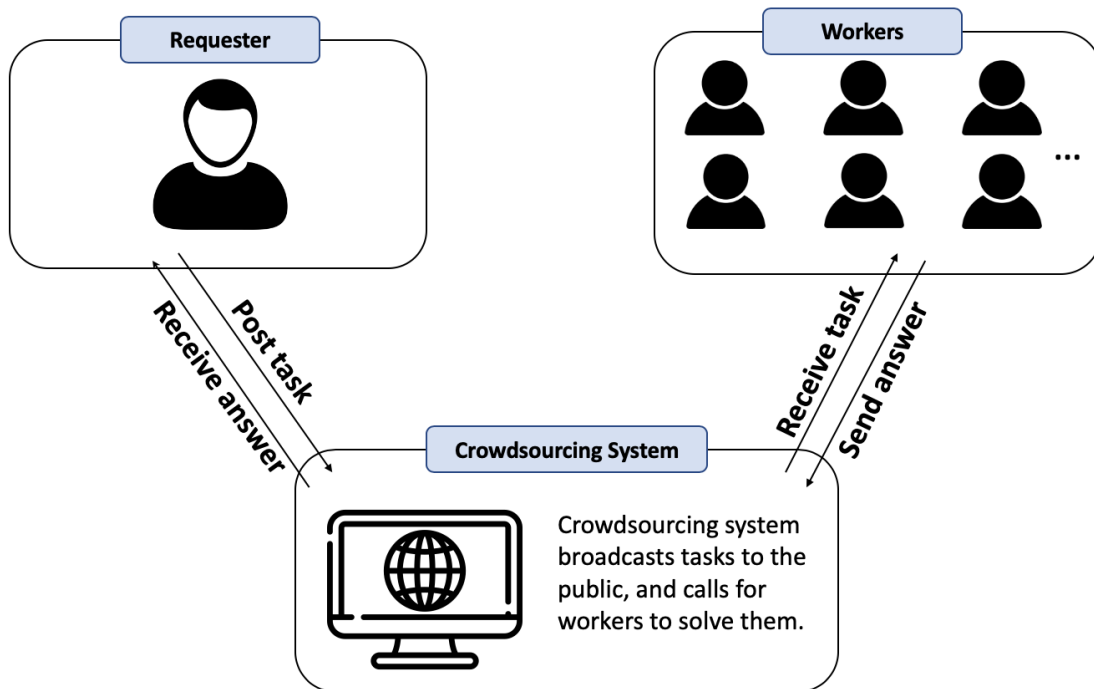 Requester
Workers
...
Post task
Receive answer
Receive task
Send answer
Crowdsourcing System
Crowdsourcing system
broadcasts tasks to the
public, and calls for
workers to solve them.